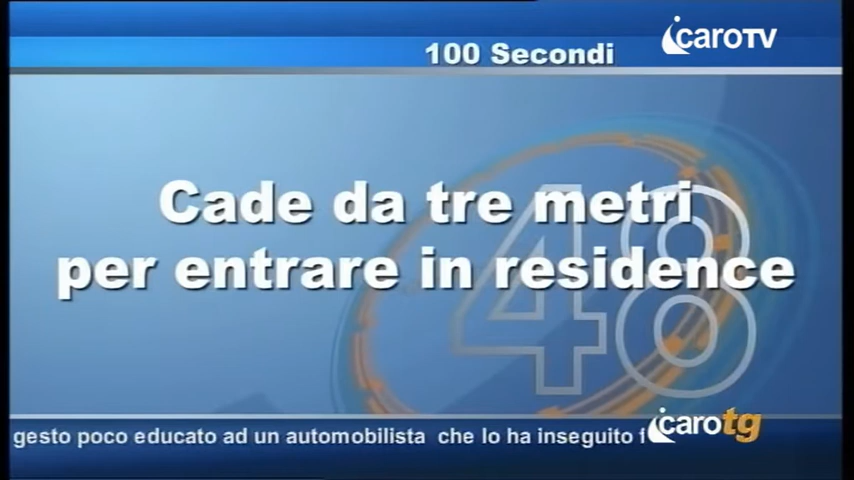 100 Secondi
icaroTV
Cade da tre metri
per entrare in residence
48
gesto poco educato ad un automobilista che lo ha inseguito f
icarotg